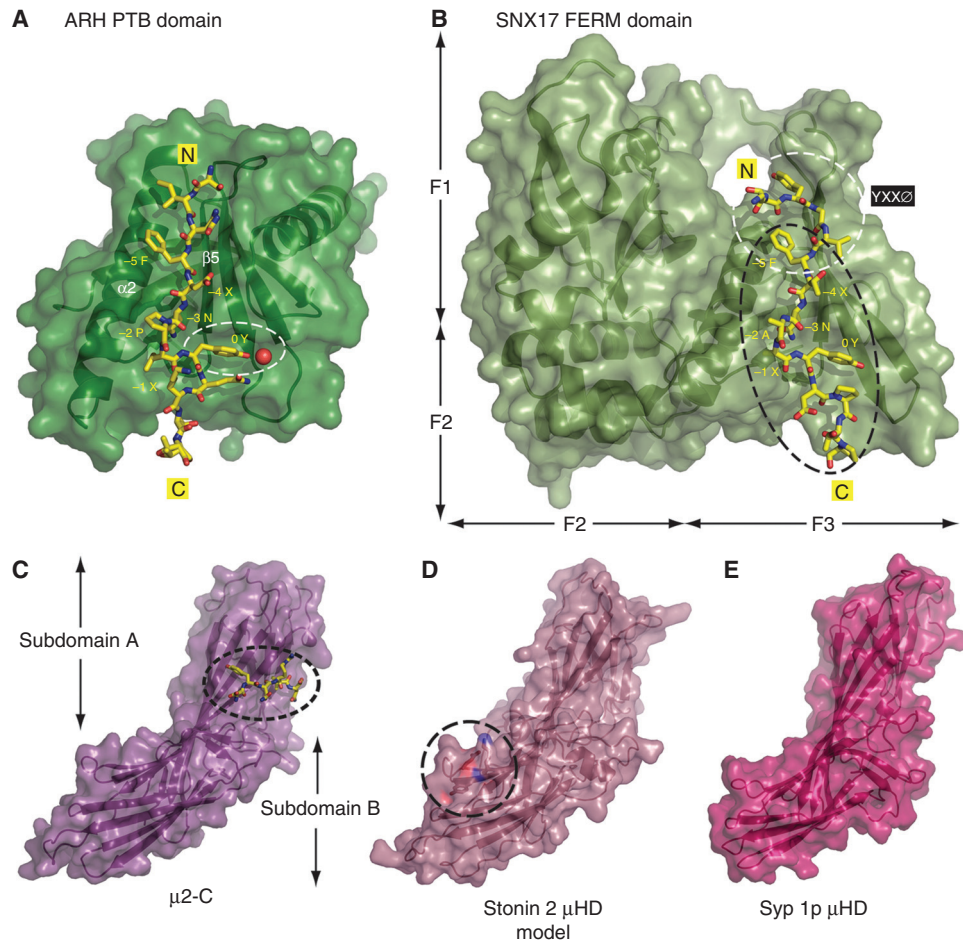 A ARH PTB domain
B SNX17 FERM domain
N
–5 F
β5
α2
–4 X
–3 N
–2 P
0 Y
–1 X
C
F1
F2
N
YXXØ
–5 F
–4 X
–2 A
–3 N
0 Y
–1 X
C
F2
F3
C
Subdomain A
Subdomain B
μ2-C
D
Stonin 2 μHD
model
E
Syp 1p μHD